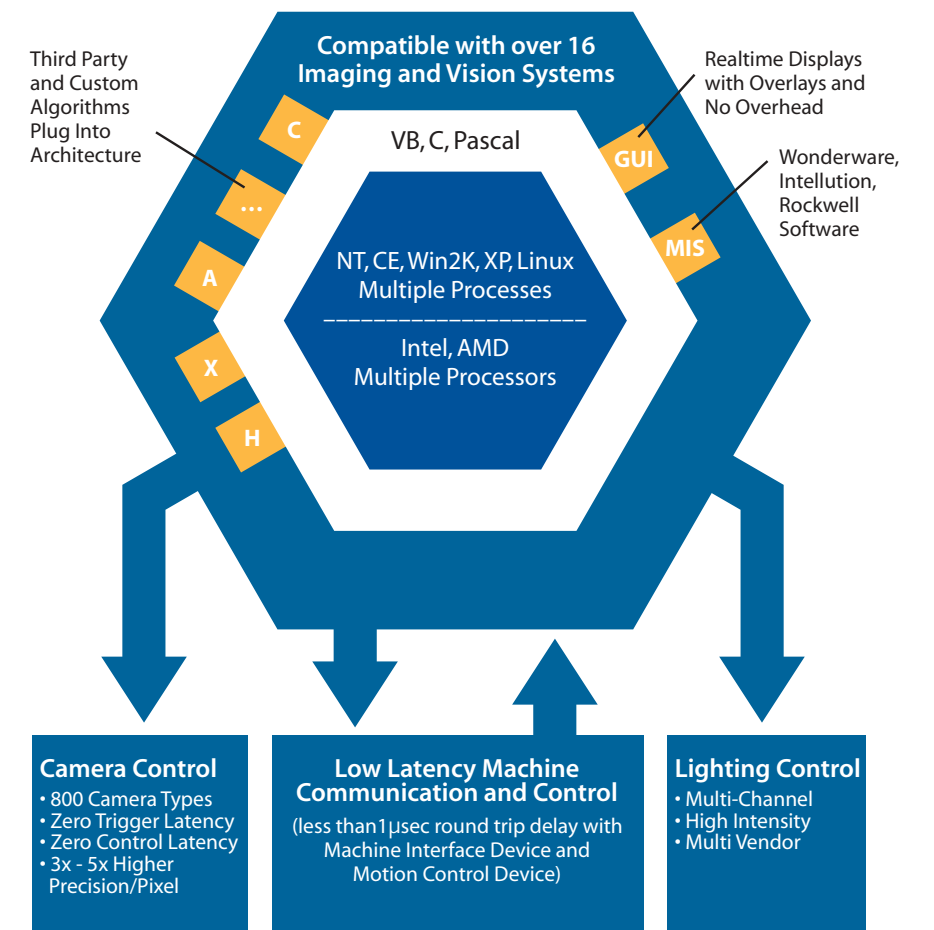 Compatible with over 16
Imaging and Vision Systems
Third Party
and Custom
Algorithms
Plug Into
Architecture
Realtime Displays
with Overlays and
No Overhead
Wonderware,
Intellution,
Rockwell
Software
C
...
A
X
H
GUI
MIS
VB, C, Pascal
NT, CE, Win2K, XP, Linux
Multiple Processes
Intel, AMD
Multiple Processors
Camera Control
• 800 Camera Types
• Zero Trigger Latency
• Zero Control Latency
• 3x - 5x Higher
Precision/Pixel
Low Latency Machine
Communication and Control
(less than1µsec round trip delay with
Machine Interface Device and
Motion Control Device)
Lighting Control
• Multi-Channel
• High Intensity
• Multi Vendor